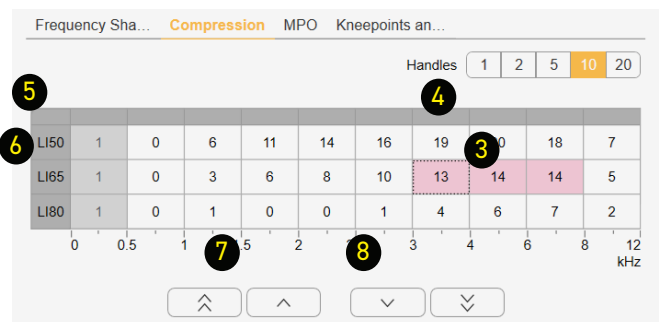 Frequency Sha... Compression MPO Kneepoints an...
Handles 1 2 5 10 20
4
5
6 LI50 1 0 6 11 14 16 19 0 18 7
3
LI65 1 0 3 6 8 10 13 14 14 5
LI80 1 0 1 0 0 1 4 6 7 2
0 0.5 1 .5 2 3 4 6 8 12
7 8
kHz